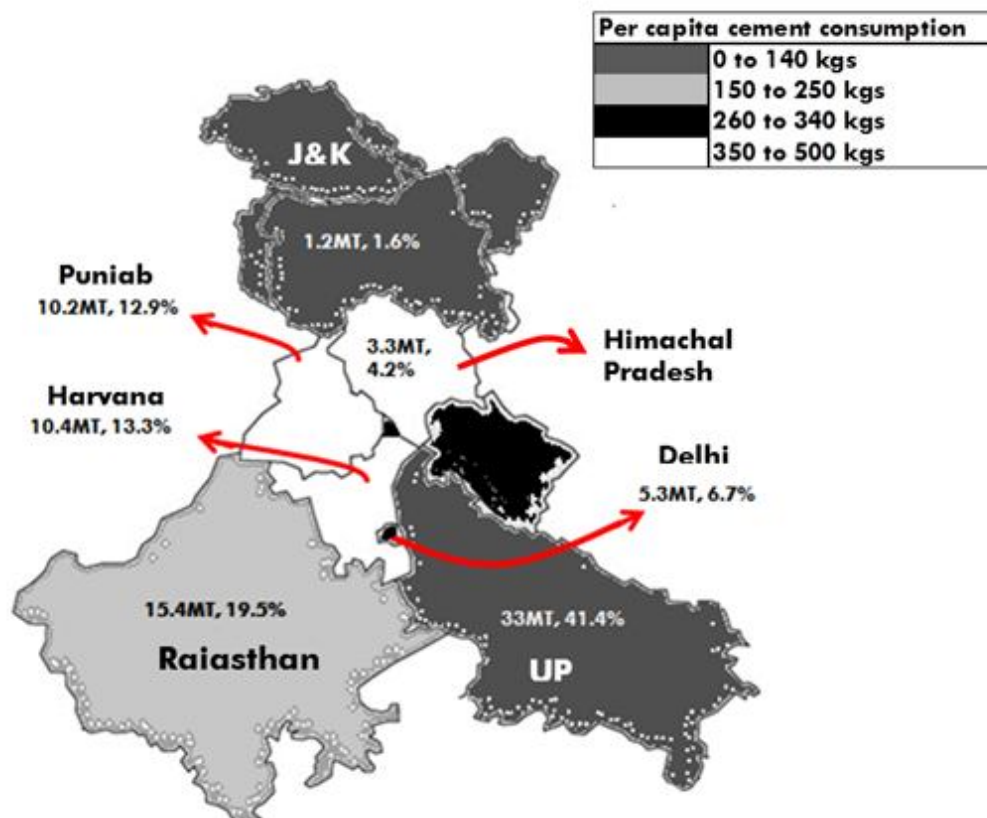 Per capita cement consumption
0 to 140 kgs
150 to 250 kgs
260 to 340 kgs
350 to 500 kgs
J&K
1.2MT, 1.6%
Puniab
10.2MT, 12.9%
3.3MT,
4.2%
Himachal
Pradesh
Harvana
10.4MT, 13.3%
Delhi
5.3MT, 6.7%
15.4MT, 19.5%
Raiasthan
33MT, 41.4%
UP